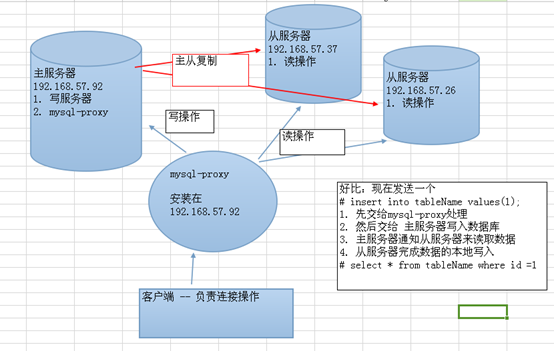 从服务器
192.168.57.37
1. 读操作
主从复制
主服务器
192.168.57.92
1. 写服务器
2. mysql-proxy
从服务器
192.168.57.26
1. 读操作
写操作
读操作
mysql-proxy
安装在
192.168.57.92
好比：现在发送一个
# insert into tableName values(1);
1. 先交给mysql-proxy处理
2. 然后交给 主服务器写入数据库
3. 主服务器通知从服务器来读取数据
4. 从服务器完成数据的本地写入
# select * from tableName where id =1
客户端 -- 负责连接操作